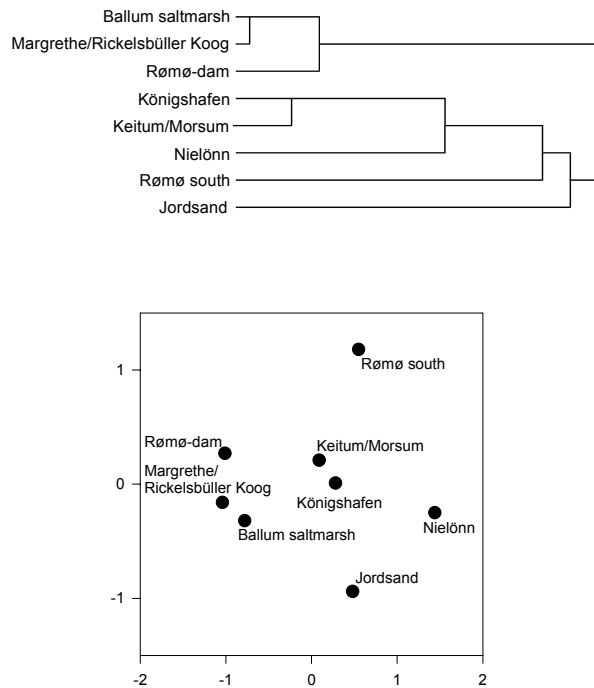 Ballum saltmarsh
Margrethe/Rickelsbüller Koog
Rømø-dam
Königshafen
Keitum/Morsum
Nielönn
Rømø south
Jordsand
1
Rømø south
Rømø-dam
Keitum/Morsum
Margrethe/
Rickelsbüller Koog
0
Königshafen
Nielönn
Ballum saltmarsh
Jordsand
-1
-2 -1 0 1 2